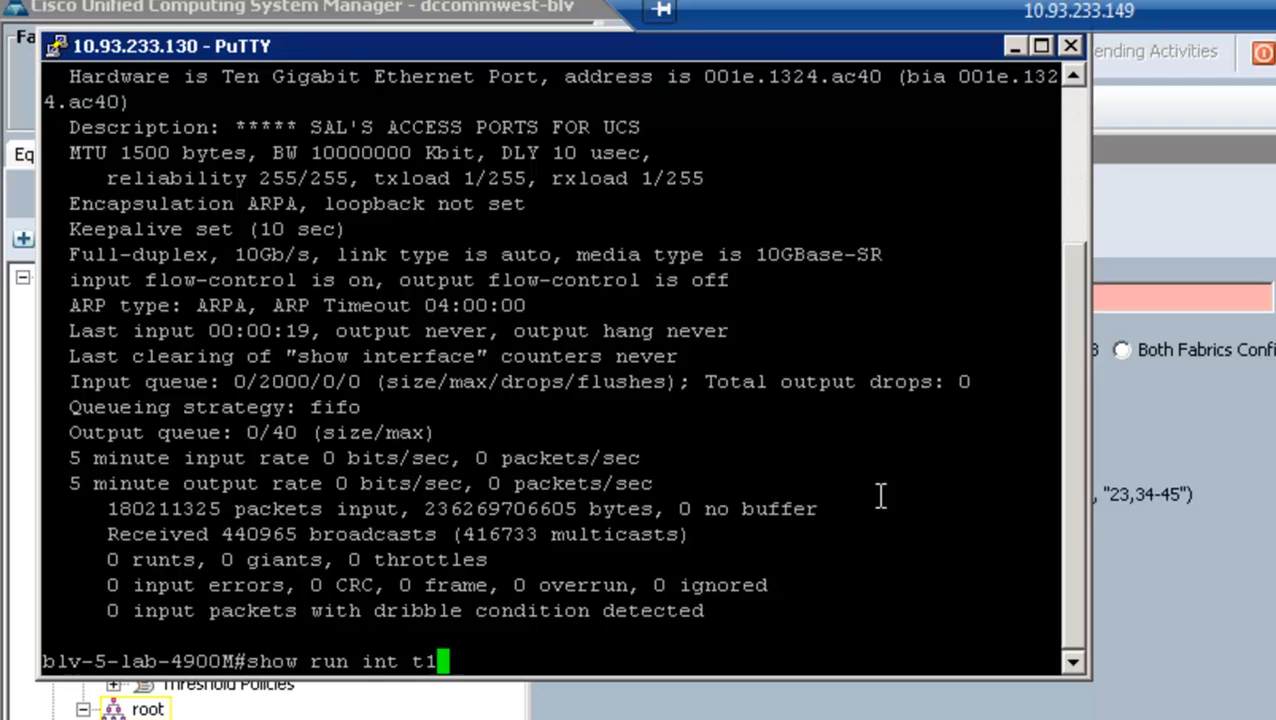 Cisco Unified Computing System Manager - dccommwest-blv
10.93.233.149
Fa
10.93.233.130 - PuTTY
ending Activities
Hardware is Ten Gigabit Ethernet Port, address is 001e.1324.ac40 (bia 001e.132
4.ac40)
Description: ***** SAL'S ACCESS PORTS FOR UCS
MTU 1500 bytes, BW 10000000 Kbit, DLY 10 usec,
reliability 255/255, txload 1/255, rxload 1/255
Encapsulation ARPA, loopback not set
Keepalive set (10 sec)
Full-duplex, 10Gb/s, link type is auto, media type is 10GBase-SR
input flow-control is on, output flow-control is off
ARP type: ARPA, ARP Timeout 04:00:00
Last input 00:00:19, output never, output hang never
Last clearing of "show interface" counters never
Input queue: 0/2000/0/0 (size/max/drops/flushes); Total output drops: 0
Queueing strategy: fifo
Output queue: 0/40 (size/max)
5 minute input rate 0 bits/sec, 0 packets/sec
5 minute output rate 0 bits/sec, 0 packets/sec
180211325 packets input, 236269706605 bytes, 0 no buffer
Received 440965 broadcasts (416733 multicasts)
0 runts, 0 giants, 0 throttles
0 input errors, 0 CRC, 0 frame, 0 overrun, 0 ignored
0 input packets with dribble condition detected
blv-5-lab-4900M#show run int t1
Eq
Both Fabrics Confi
, "23,34-45")
Threshold Policies
root